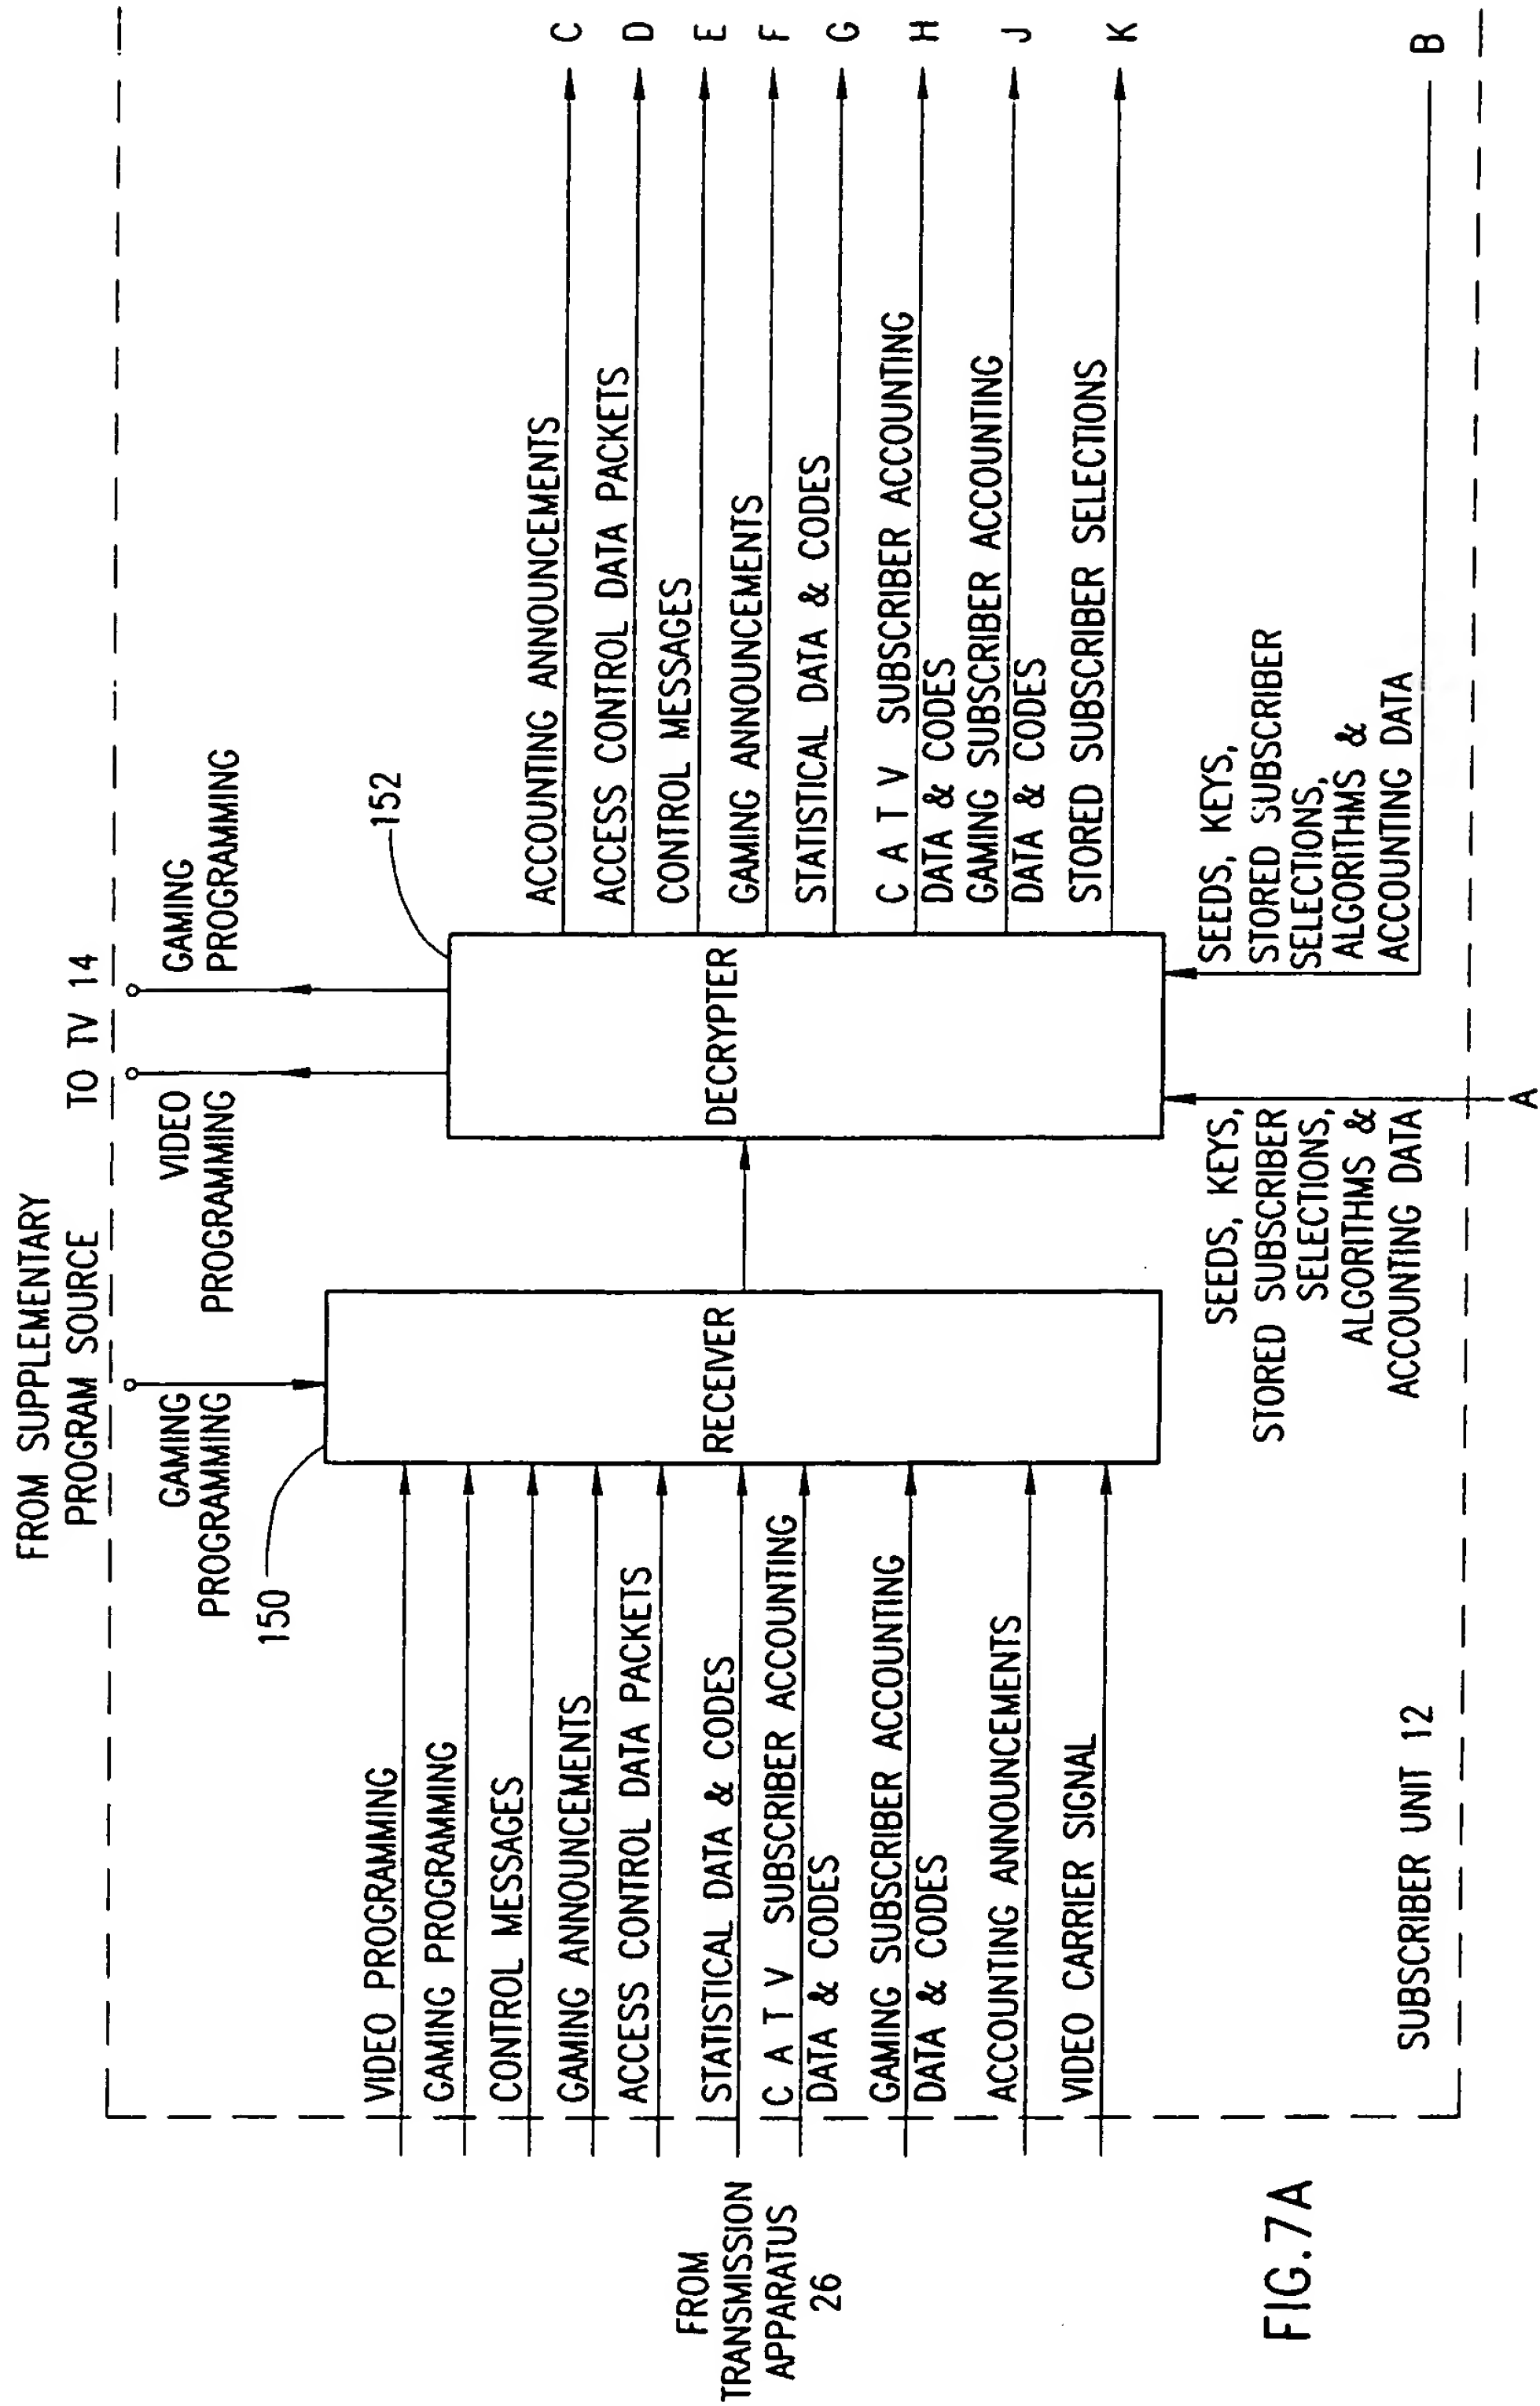 FROM SUPPLEMENTARY
PROGRAM SOURCE
TO TV 14
GAMING
PROGRAMMING
VIDEO
PROGRAMMING
GAMING
PROGRAMMING
150
152
VIDEO PROGRAMMING
GAMING PROGRAMMING
CONTROL MESSAGES
GAMING ANNOUNCEMENTS
ACCESS CONTROL DATA PACKETS
STATISTICAL DATA & CODES
C A T V SUBSCRIBER ACCOUNTING
DATA & CODES
GAMING SUBSCRIBER ACCOUNTING
DATA & CODES
ACCOUNTING ANNOUNCEMENTS
VIDEO CARRIER SIGNAL
FROM
TRANSMISSION
APPARATUS
26
RECEIVER
DECRYPTER
ACCOUNTING ANNOUNCEMENTS
C
ACCESS CONTROL DATA PACKETS
D
CONTROL MESSAGES
E
GAMING ANNOUNCEMENTS
F
STATISTICAL DATA & CODES
G
C A T V SUBSCRIBER ACCOUNTING
DATA & CODES
H
GAMING SUBSCRIBER ACCOUNTING
DATA & CODES
J
STORED SUBSCRIBER SELECTIONS
K
SEEDS, KEYS,
STORED SUBSCRIBER
SELECTIONS,
ALGORITHMS &
ACCOUNTING DATA
A
SEEDS, KEYS,
STORED SUBSCRIBER
SELECTIONS,
ALGORITHMS &
ACCOUNTING DATA
B
SUBSCRIBER UNIT 12
FIG.7A